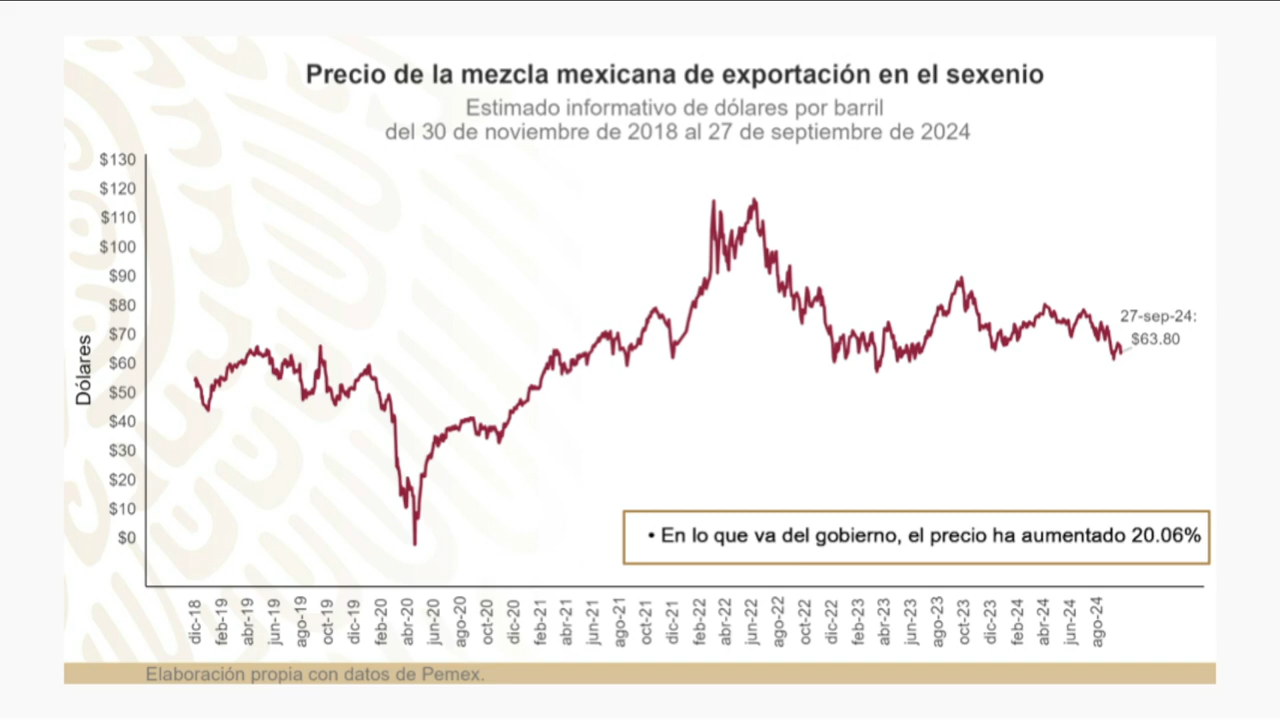 Precio de la mezcla mexicana de exportación en el sexenio
Estimado informativo de dólares por barril
del 30 de noviembre de 2018 al 27 de septiembre de 2024
Dólares
$130
$120
$110
$100
$90
$80
$70
$60
$50
$40
$30
$20
$10
$0
27-sep-24:
$63.80
• En lo que va del gobierno, el precio ha aumentado 20.06%
dic-18
feb-19
abr-19
jun-19
ago-19
oct-19
dic-19
feb-20
abr-20
jun-20
ago-20
oct-20
dic-20
feb-21
abr-21
jun-21
ago-21
oct-21
dic-21
feb-22
abr-22
jun-22
ago-22
oct-22
dic-22
feb-23
abr-23
jun-23
ago-23
oct-23
dic-23
feb-24
abr-24
jun-24
ago-24
Elaboración propia con datos de Pemex.